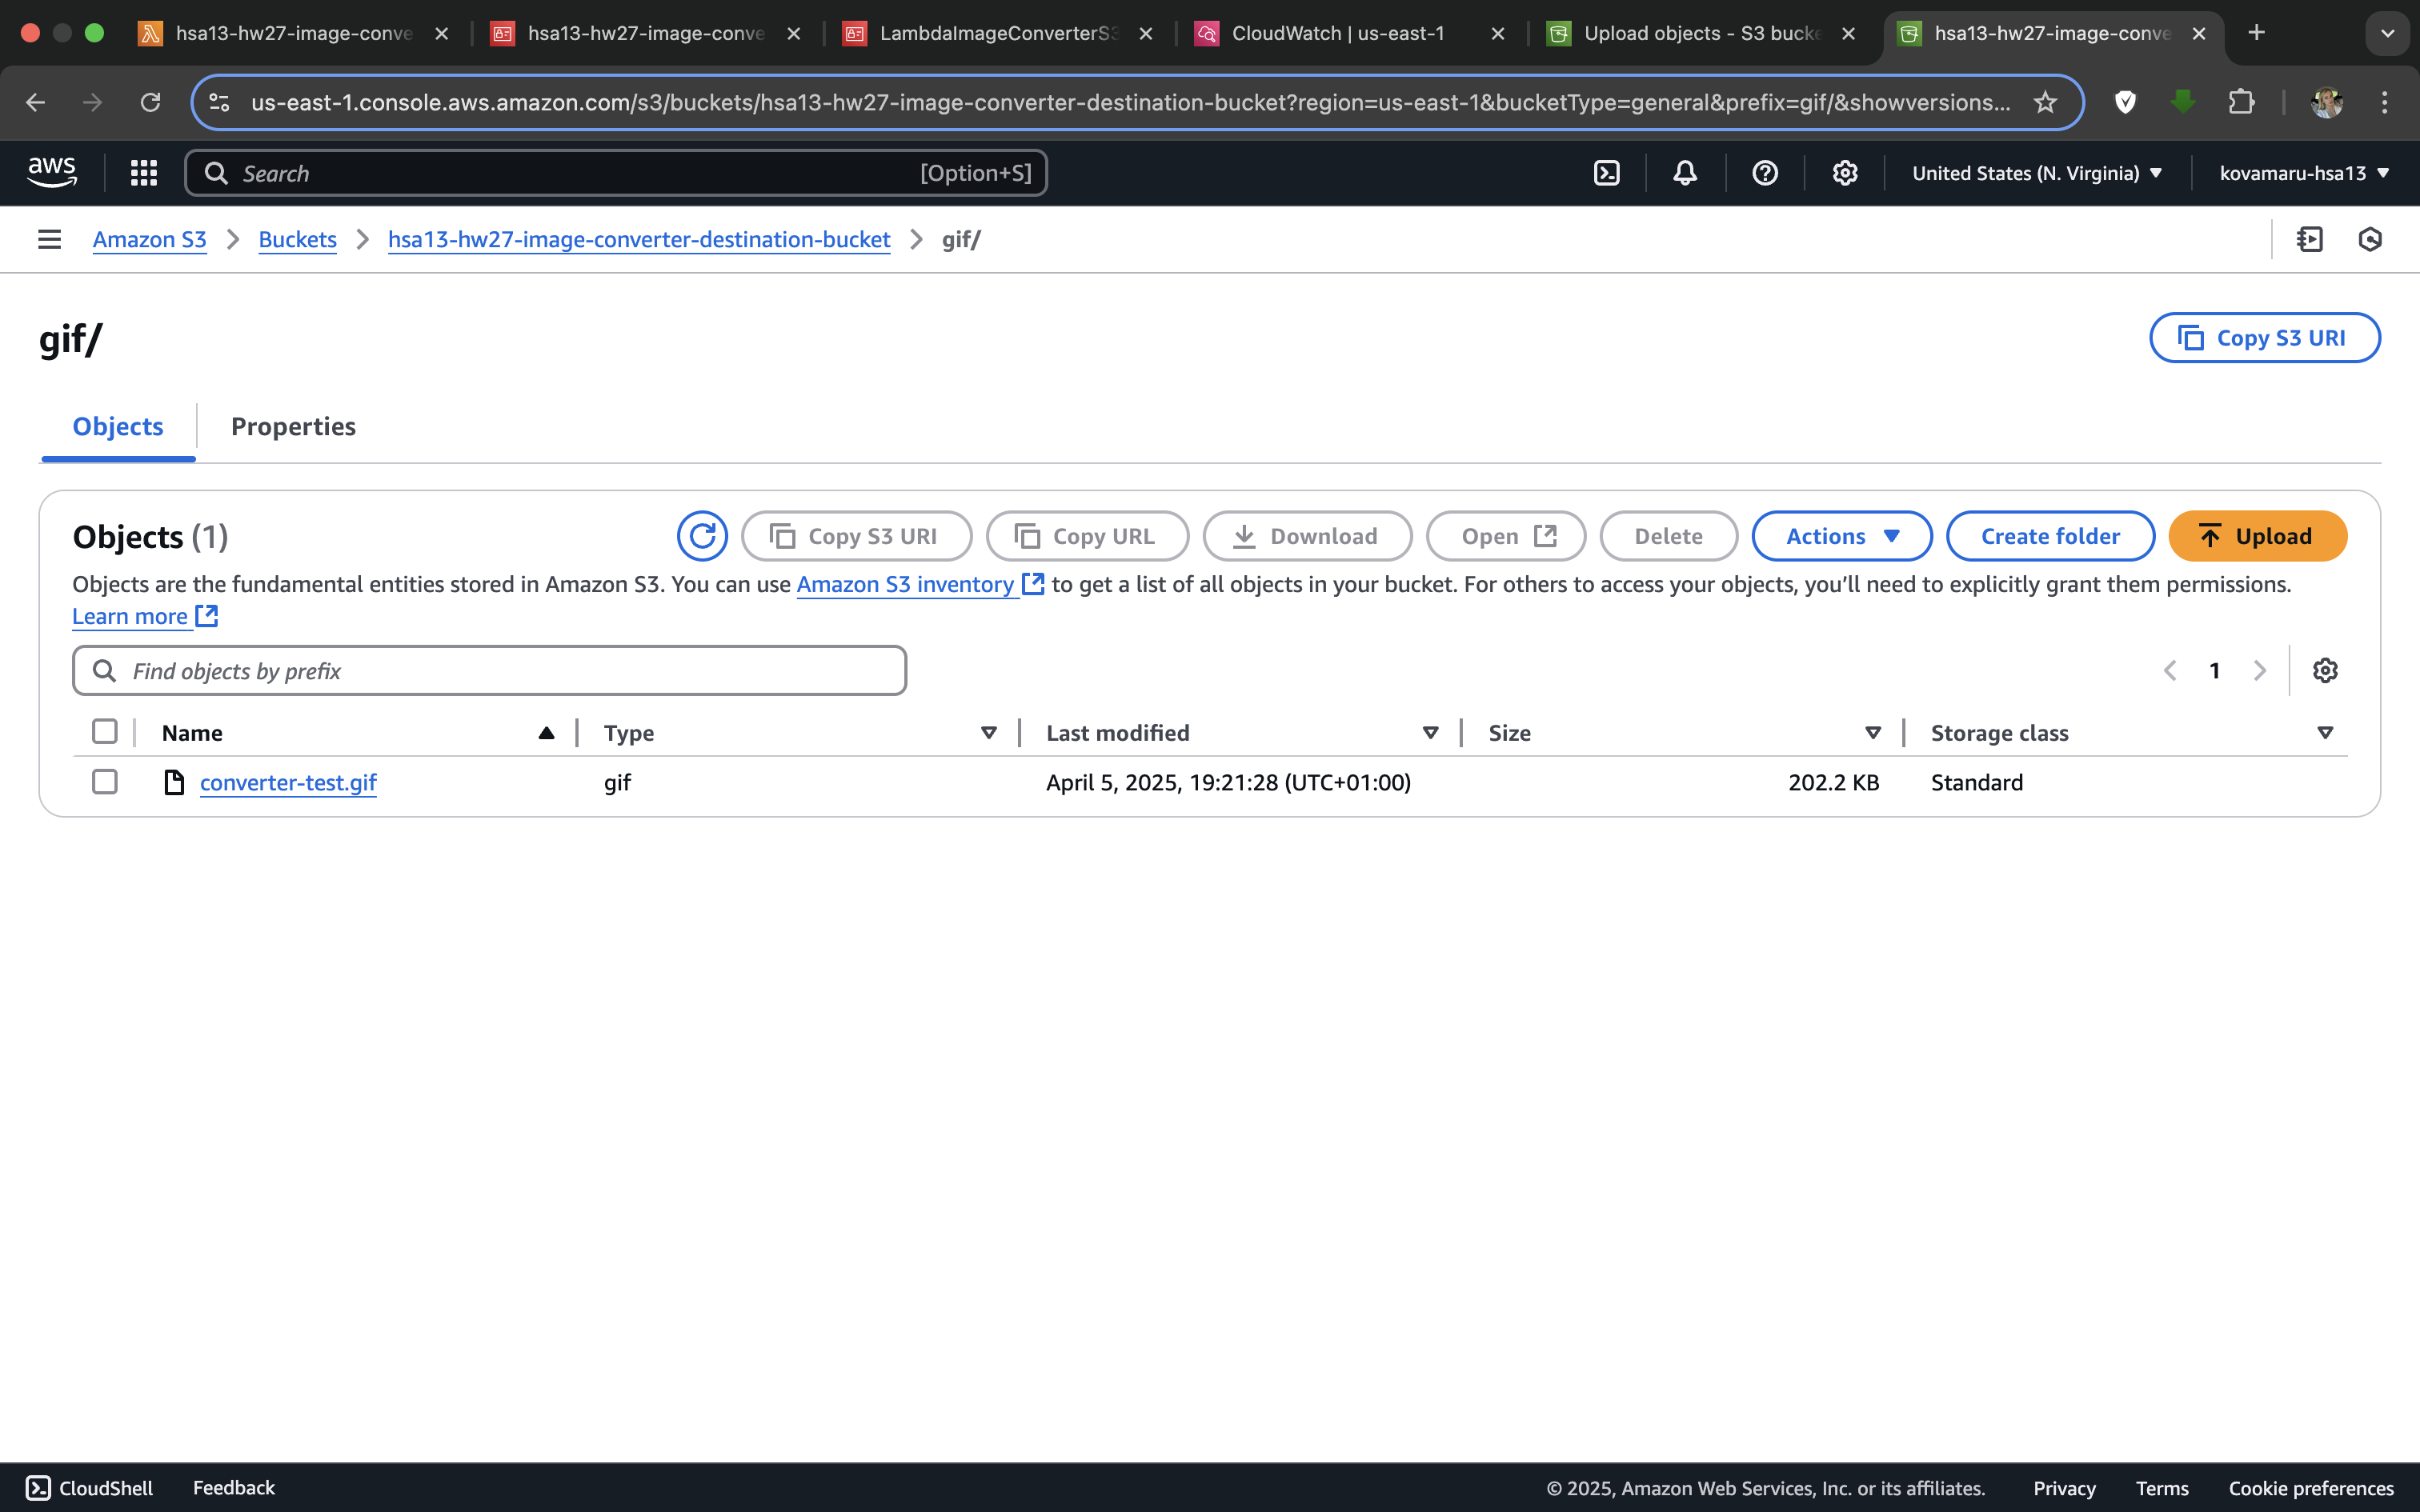 hsa13-hw27-image-conve
hsa13-hw27-image-conve
LambdaImageConverterS3
CloudWatch | us-east-1
Upload objects - S3 bucke
hsa13-hw27-image-conve
us-east-1.console.aws.amazon.com/s3/buckets/hsa13-hw27-image-converter-destination-bucket?region=us-east-1&bucketType=general&prefix=gif/&showversions...
aws
Search
[Option+S]
United States (N. Virginia)
kovamaru-hsa13
Amazon S3
Buckets
hsa13-hw27-image-converter-destination-bucket
gif/
gif/
Copy S3 URI
Objects
Properties
Objects (1)
Copy S3 URI
Copy URL
Download
Open
Delete
Actions
Create folder
Upload
Objects are the fundamental entities stored in Amazon S3. You can use Amazon S3 inventory to get a list of all objects in your bucket. For others to access your objects, you’ll need to explicitly grant them permissions.
Learn more
Find objects by prefix
1
Name
Type
Last modified
Size
Storage class
converter-test.gif
gif
April 5, 2025, 19:21:28 (UTC+01:00)
202.2 KB
Standard
CloudShell
Feedback
© 2025, Amazon Web Services, Inc. or its affiliates.
Privacy
Terms
Cookie preferences